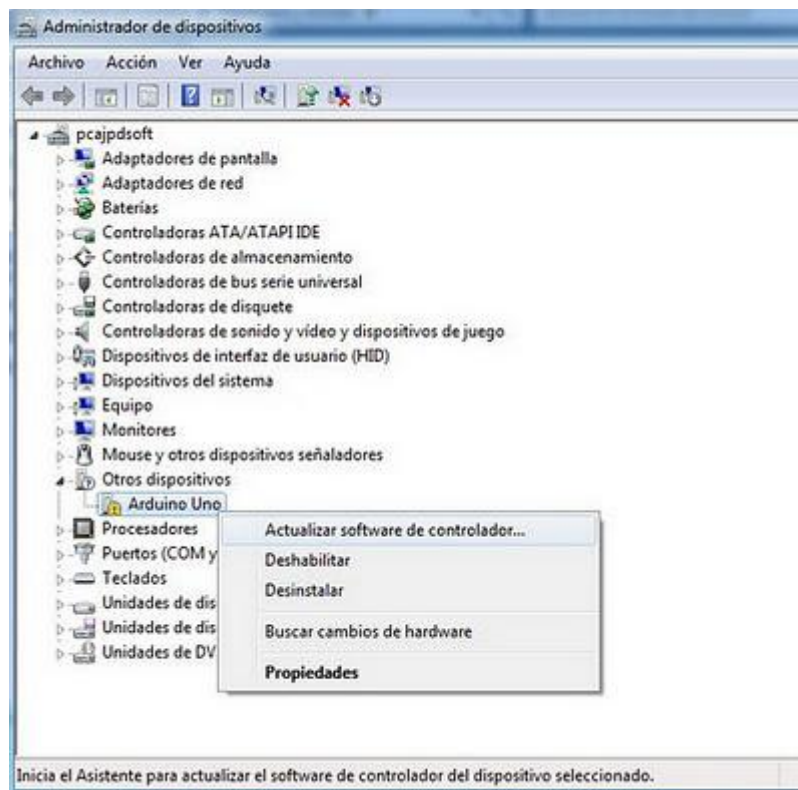 Administrador de dispositivos
Archivo Acción Ver Ayuda
pcajpdsoft
Adaptadores de pantalla
Adaptadores de red
Baterías
Controladoras ATA/ATAPI IDE
Controladoras de almacenamiento
Controladoras de bus serie universal
Controladoras de disquete
Controladoras de sonido y vídeo y dispositivos de juego
Dispositivos de interfaz de usuario (HID)
Dispositivos del sistema
Equipo
Monitores
Mouse y otros dispositivos señaladores
Otros dispositivos
Arduino Uno
Procesadores
Actualizar software de controlador...
Puertos (COM y
Deshabilitar
Teclados
Desinstalar
Unidades de dis
Unidades de dis
Buscar cambios de hardware
Unidades de DV
Propiedades
Inicia el Asistente para actualizar el software de controlador del dispositivo seleccionado.